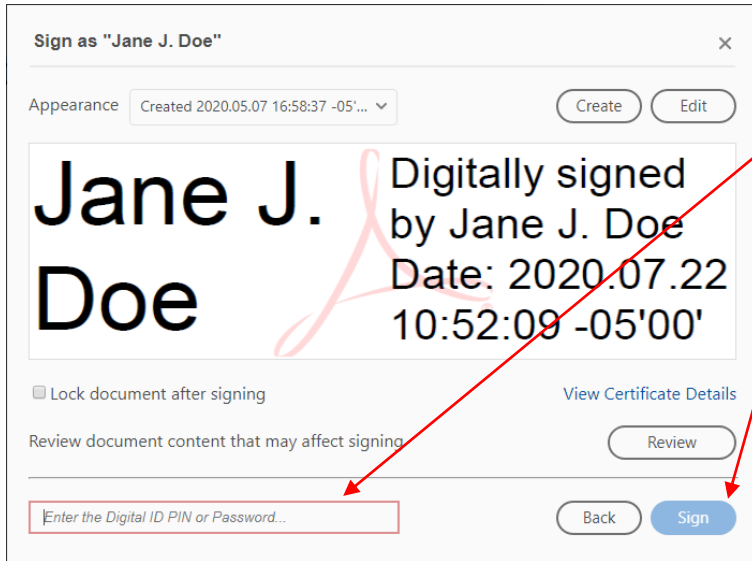 Sign as "Jane J. Doe"
Appearance Created 2020.05.07 16:58:37 -05'... Create Edit
Jane J.
Doe
Digitally signed
by Jane J. Doe
Date: 2020.07.22
10:52:09 -05'00'
Lock document after signing View Certificate Details
Review document content that may affect signing Review
Enter the Digital ID PIN or Password... Back Sign